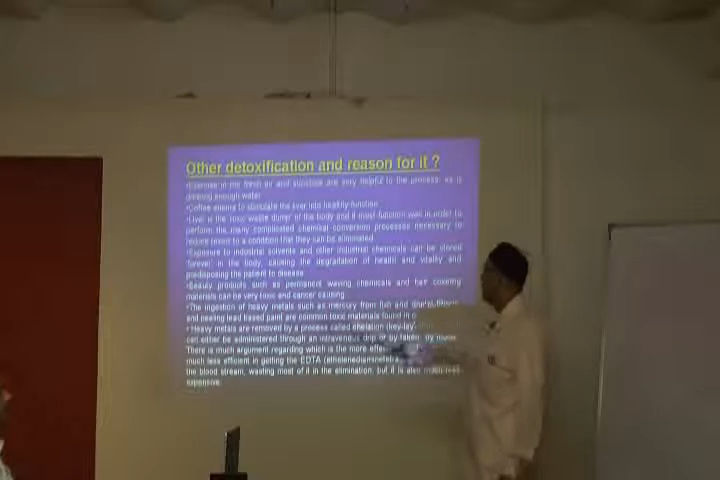 Other detoxification and reason for it ?
•Exercise in the fresh air and sunshine are very helpful to the process, as is
drinking enough water
•Coffee enema to stimulate the liver into healthy function
•Liver is the 'toxic waste dump' of the body and it must function well in order to
perform the many complicated chemical conversion processes necessary to
reduce toxins to a condition that they can be eliminated
•Exposure to industrial solvents and other industrial chemicals can be stored
forever in the body, causing the degradation of health and vitality and
predisposing the patient to disease
•Beauty products such as permanent waving chemicals and hair coloring
materials can be very toxic and cancer causing
•The ingestion of heavy metals such as mercury from fish and
and peeling lead based paint are common toxic materials found in
• Heavy metals are removed by a process called chelation (key-lay'
can either be administered through an intravenous drip or by
There is much argument regarding which is the more
much less efficient in getting the EDTA
the blood stream, wasting most of it in the elimination, but it is also much less
expensive.